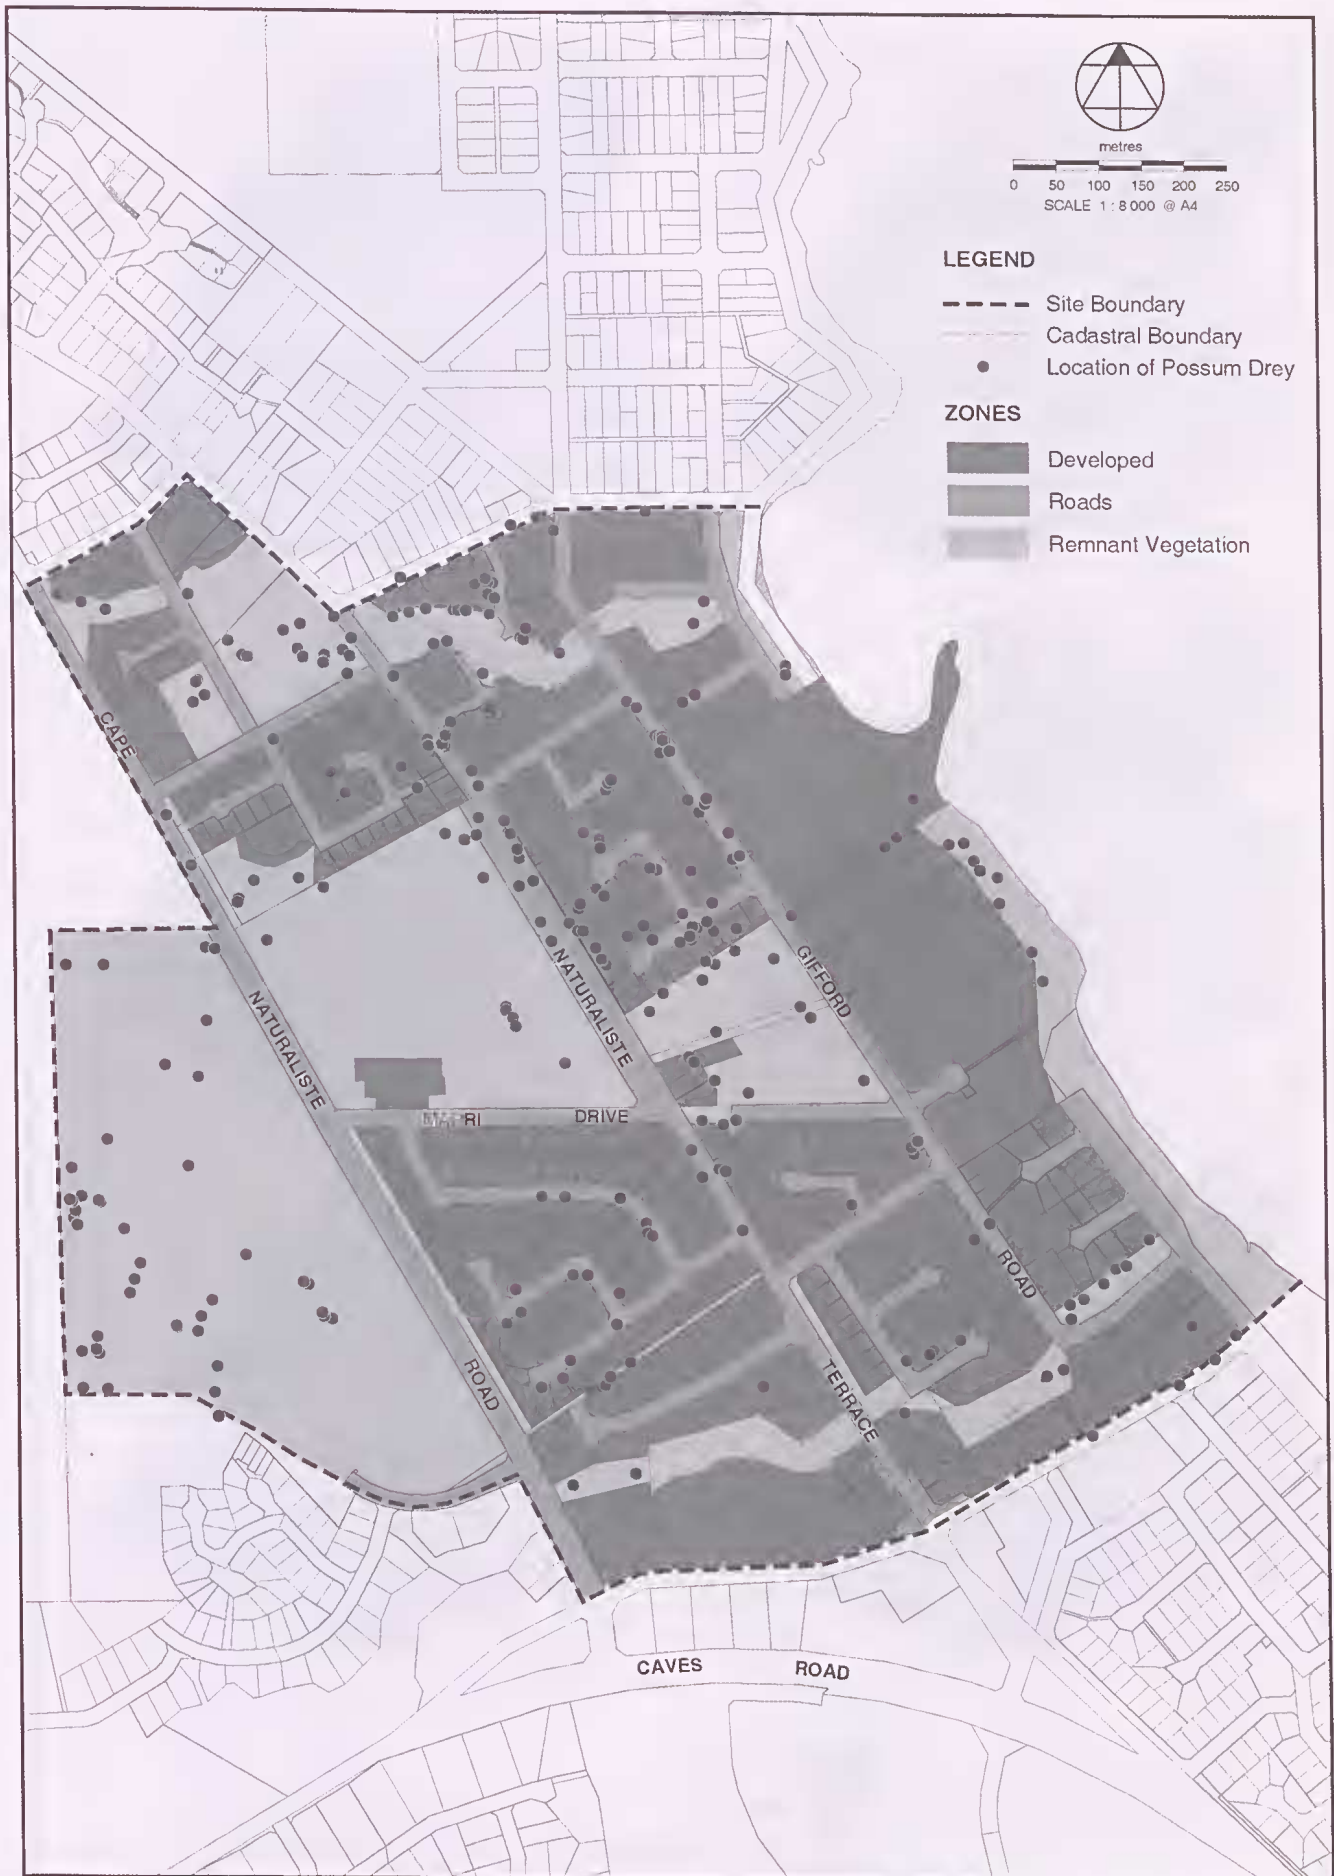 metres
0 50 100 150 200 250
SCALE 1 : 8 000 @ A4
LEGEND
Site Boundary
Cadastral Boundary
Location of Possum Drey
ZONES
Developed
Roads
Remnant Vegetation
CAPE
NATURALISTE
ROAD
NATURALISTE
TERRACE
GIFFORD
ROAD
DRIVE
CAVES ROAD